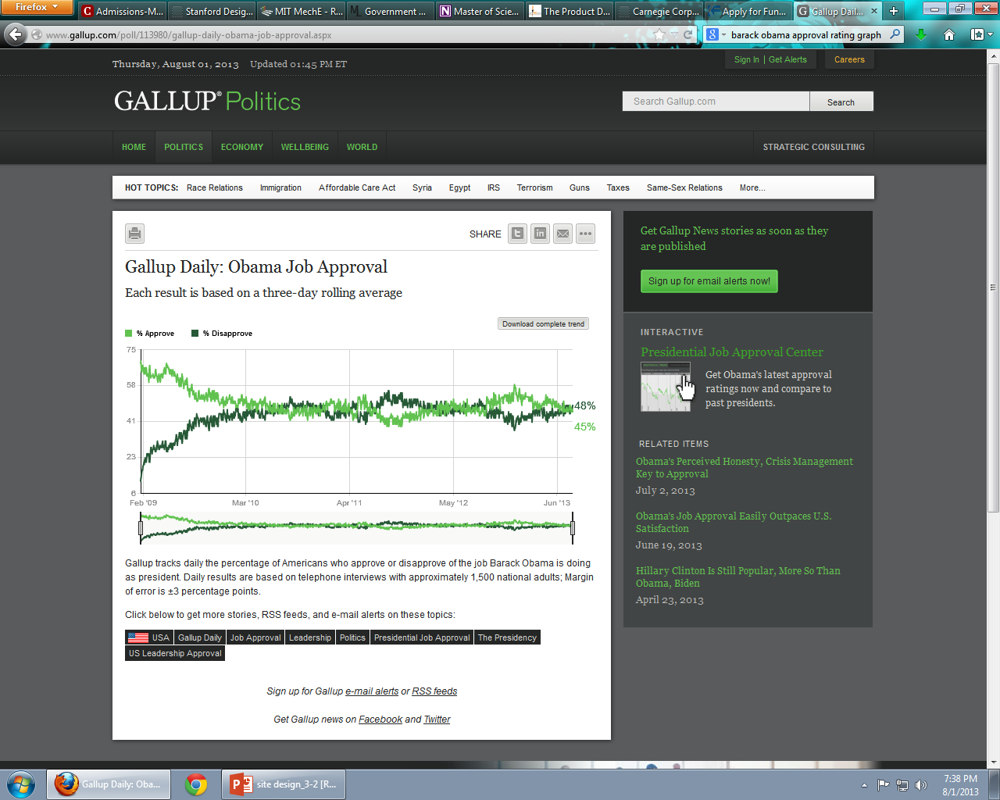 Firefox
Admissions-M...
Stanford Desig...
MIT MechE - R...
Government ...
Master of Scie...
The Product D...
Carnegie Corp...
Apply for Fun...
Gallup Dail...
www.gallup.com/poll/113980/gallup-daily-obama-job-approval.aspx
barack obama approval rating graph
Thursday, August 01, 2013 Updated 01:45 PM ET
Sign In | Get Alerts
Careers
GALLUP® Politics
Search Gallup.com
Search
HOME
POLITICS
ECONOMY
WELLBEING
WORLD
STRATEGIC CONSULTING
HOT TOPICS: Race Relations Immigration Affordable Care Act Syria Egypt IRS Terrorism Guns Taxes Same-Sex Relations More...
SHARE
Gallup Daily: Obama Job Approval
Each result is based on a three-day rolling average
Download complete trend
% Approve % Disapprove
75
58
41
23
6
48%
45%
Feb '09 Mar '10 Apr '11 May '12 Jun '13
Gallup tracks daily the percentage of Americans who approve or disapprove of the job Barack Obama is doing
as president. Daily results are based on telephone interviews with approximately 1,500 national adults; Margin
of error is ±3 percentage points.
Click below to get more stories, RSS feeds, and e-mail alerts on these topics:
USA Gallup Daily Job Approval Leadership Politics Presidential Job Approval The Presidency
US Leadership Approval
Sign up for Gallup e-mail alerts or RSS feeds
Get Gallup news on Facebook and Twitter
Get Gallup News stories as soon as they
are published
Sign up for email alerts now!
INTERACTIVE
Presidential Job Approval Center
Get Obama's latest approval
ratings now and compare to
past presidents.
RELATED ITEMS
Obama's Perceived Honesty, Crisis Management
Key to Approval
July 2, 2013
Obama's Job Approval Easily Outpaces U.S.
Satisfaction
June 19, 2013
Hillary Clinton Is Still Popular, More So Than
Obama, Biden
April 23, 2013
Gallup Daily: Oba...
site design_3-2 [R...
7:38 PM
8/1/2013